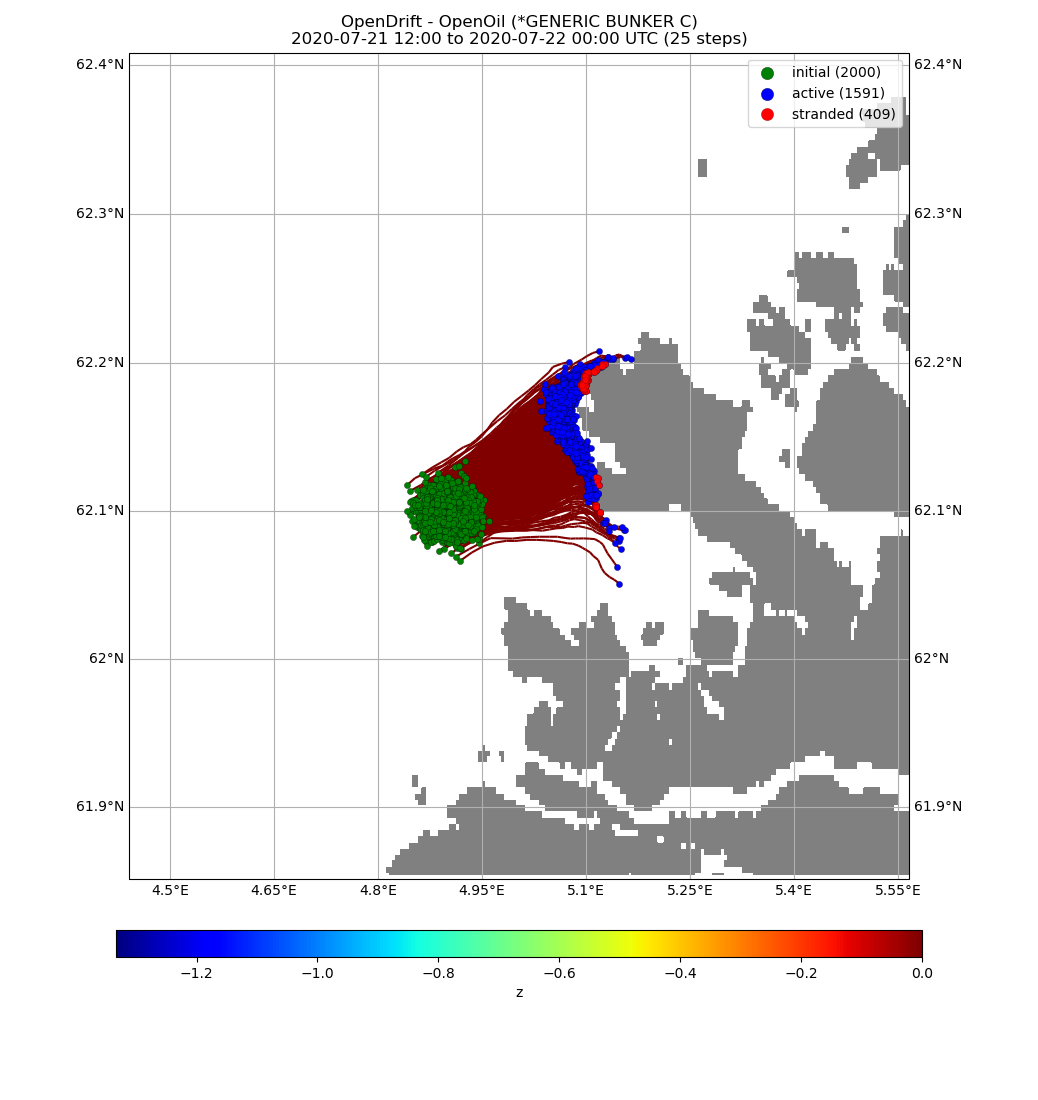 OpenDrift - OpenOil (*GENERIC BUNKER C)
2020-07-21 12:00 to 2020-07-22 00:00 UTC (25 steps)
initial (2000)
active (1591)
stranded (409)
62.4°N 62.4°N
62.3°N 62.3°N
62.2°N 62.2°N
62.1°N 62.1°N
62°N 62°N
61.9°N 61.9°N
4.5°E 4.65°E 4.8°E 4.95°E 5.1°E 5.25°E 5.4°E 5.55°E
−1.2 −1.0 −0.8 −0.6 −0.4 −0.2 0.0
z